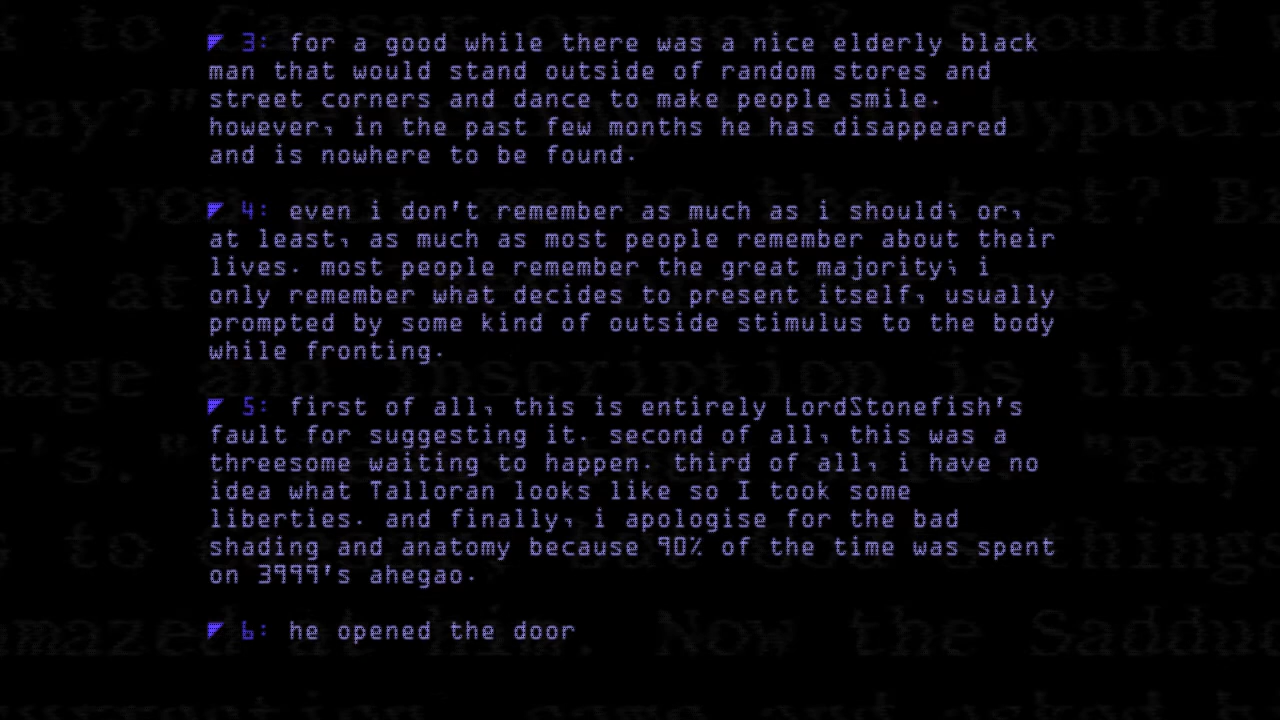 3: for a good while there was a nice elderly black
man that would stand outside of random stores and
street corners and dance to make people smile.
however, in the past few months he has disappeared
and is nowhere to be found.
4: even i don't remember as much as i should; or,
at least, as much as most people remember about their
lives. most people remember the great majority; i
only remember what decides to present itself, usually
prompted by some kind of outside stimulus to the body
while fronting.
5: first of all, this is entirely LordStonefish's
fault for suggesting it. second of all, this was a
threesome waiting to happen. third of all, i have no
idea what Talloran looks like so I took some
liberties. and finally, i apologise for the bad
shading and anatomy because 90% of the time was spent
on 3999's ahegao.
6: he opened the door